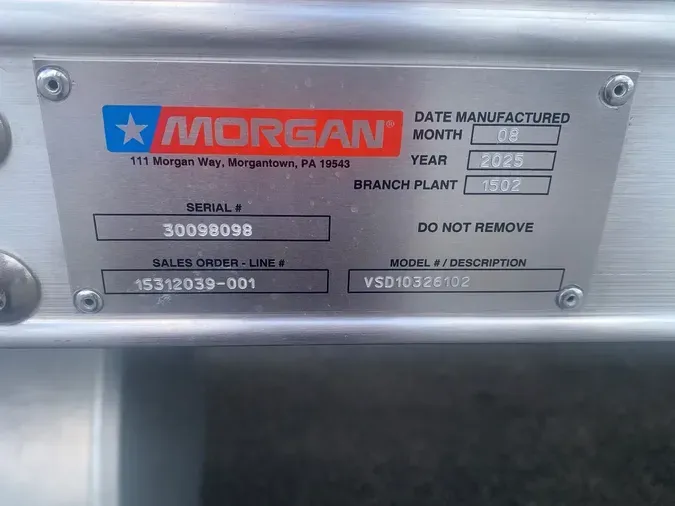 MORGAN®
111 Morgan Way, Morgantown, PA 19543
DATE MANUFACTURED
MONTH 08
YEAR 2025
BRANCH PLANT 1502
SERIAL #
30098098
DO NOT REMOVE
SALES ORDER - LINE #
15312039-001
MODEL # / DESCRIPTION
VSD10326102